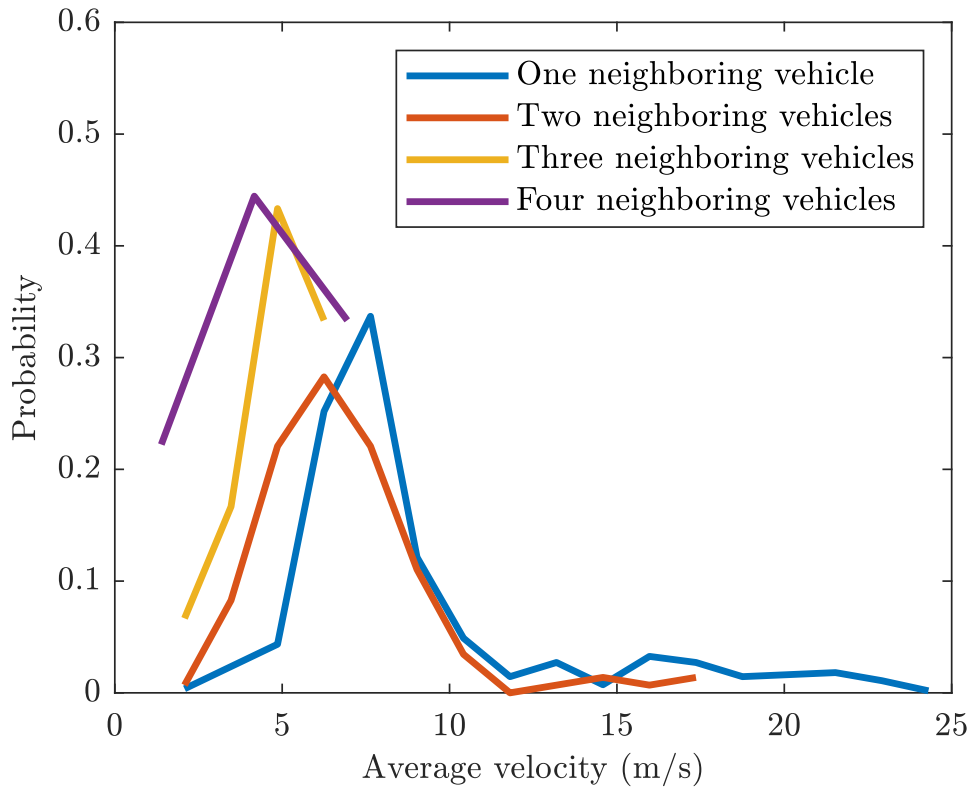 0.6
0.5
0.4
0.3
0.2
0.1
0
Probability
One neighboring vehicle
Two neighboring vehicles
Three neighboring vehicles
Four neighboring vehicles
0 5 10 15 20 25
Average velocity (m/s)